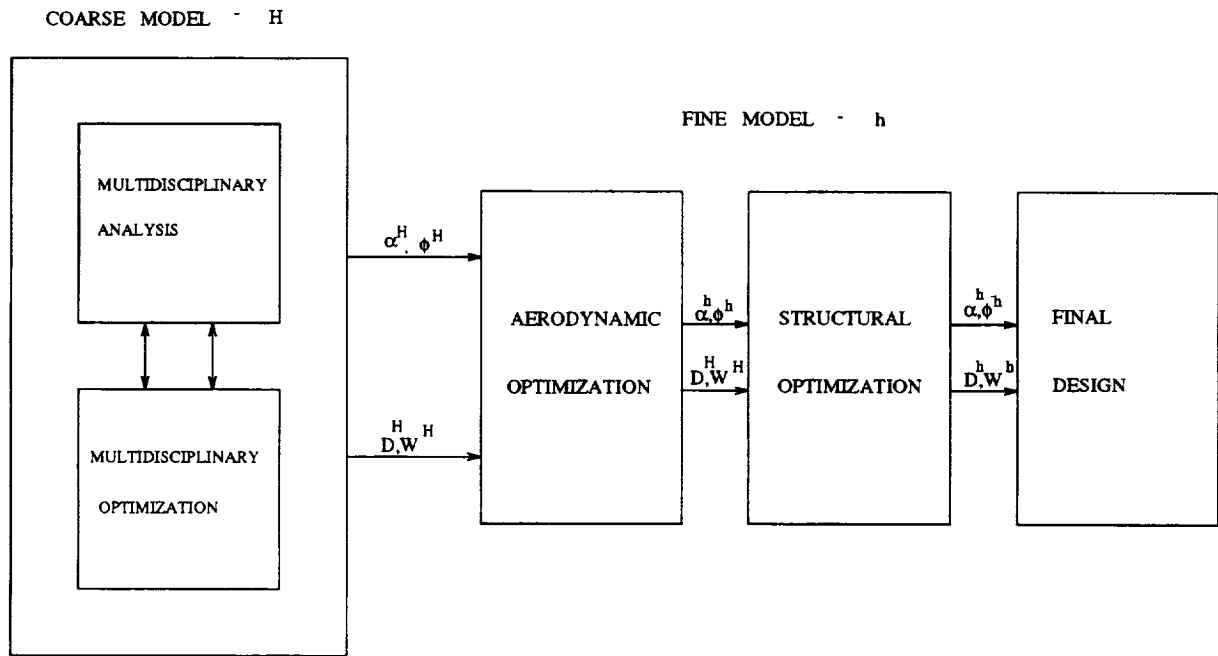 COARSE MODEL - H
FINE MODEL - h
MULTIDISCIPLINARY
ANALYSIS
MULTIDISCIPLINARY
OPTIMIZATION
α^H, ϕ^H
D,^H W^H
AERODYNAMIC
OPTIMIZATION
α,^h ϕ^h
D,^H W^H
STRUCTURAL
OPTIMIZATION
α,^h ϕ^h
D,^h W^h
FINAL
DESIGN